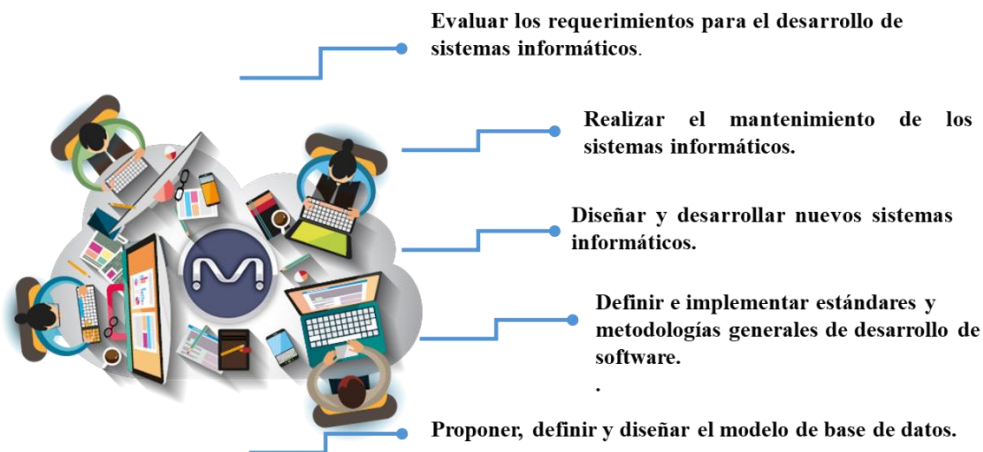 Evaluar los requerimientos para el desarrollo de
sistemas informáticos.
Realizar el mantenimiento de los
sistemas informáticos.
Diseñar y desarrollar nuevos sistemas
informáticos.
Definir e implementar estándares y
metodologías generales de desarrollo de
software.
.
Proponer, definir y diseñar el modelo de base de datos.